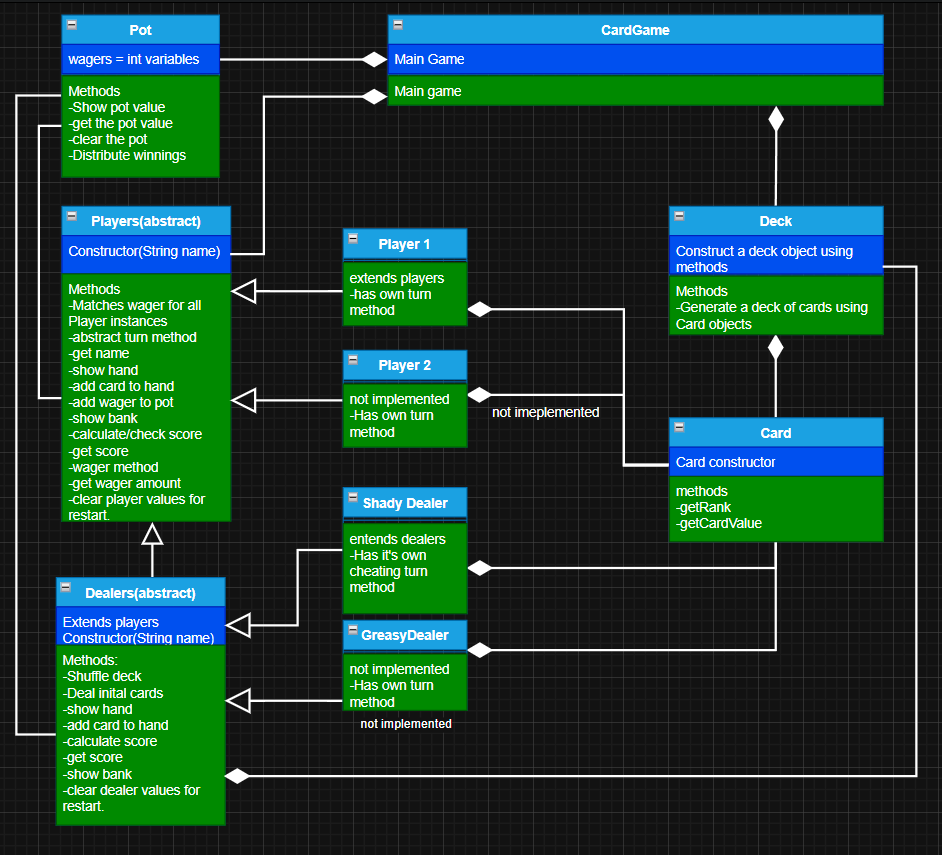 Pot
wagers = int variables
Methods
-Show pot value
-get the pot value
-clear the pot
-Distribute winnings
CardGame
Main Game
Main game
Players(abstract)
Constructor(String name)
Methods
-Matches wager for all
Player instances
-abstract turn method
-get name
-show hand
-add card to hand
-add wager to pot
-show bank
-calculate/check score
-get score
-wager method
-get wager amount
-clear player values for
restart.
Player 1
extends players
-has own turn
method
Player 2
not implemented
-Has own turn
method
not imeplemented
Deck
Construct a deck object using
methods
Methods
-Generate a deck of cards using
Card objects
Card
Card constructor
methods
-getRank
-getCardValue
Shady Dealer
entends dealers
-Has it's own
cheating turn
method
Dealers(abstract)
Extends players
Constructor(String name)
Methods:
-Shuffle deck
-Deal inital cards
-show hand
-add card to hand
-calculate score
-get score
-show bank
-clear dealer values for
restart.
GreasyDealer
not implemented
-Has own turn
method
not implemented